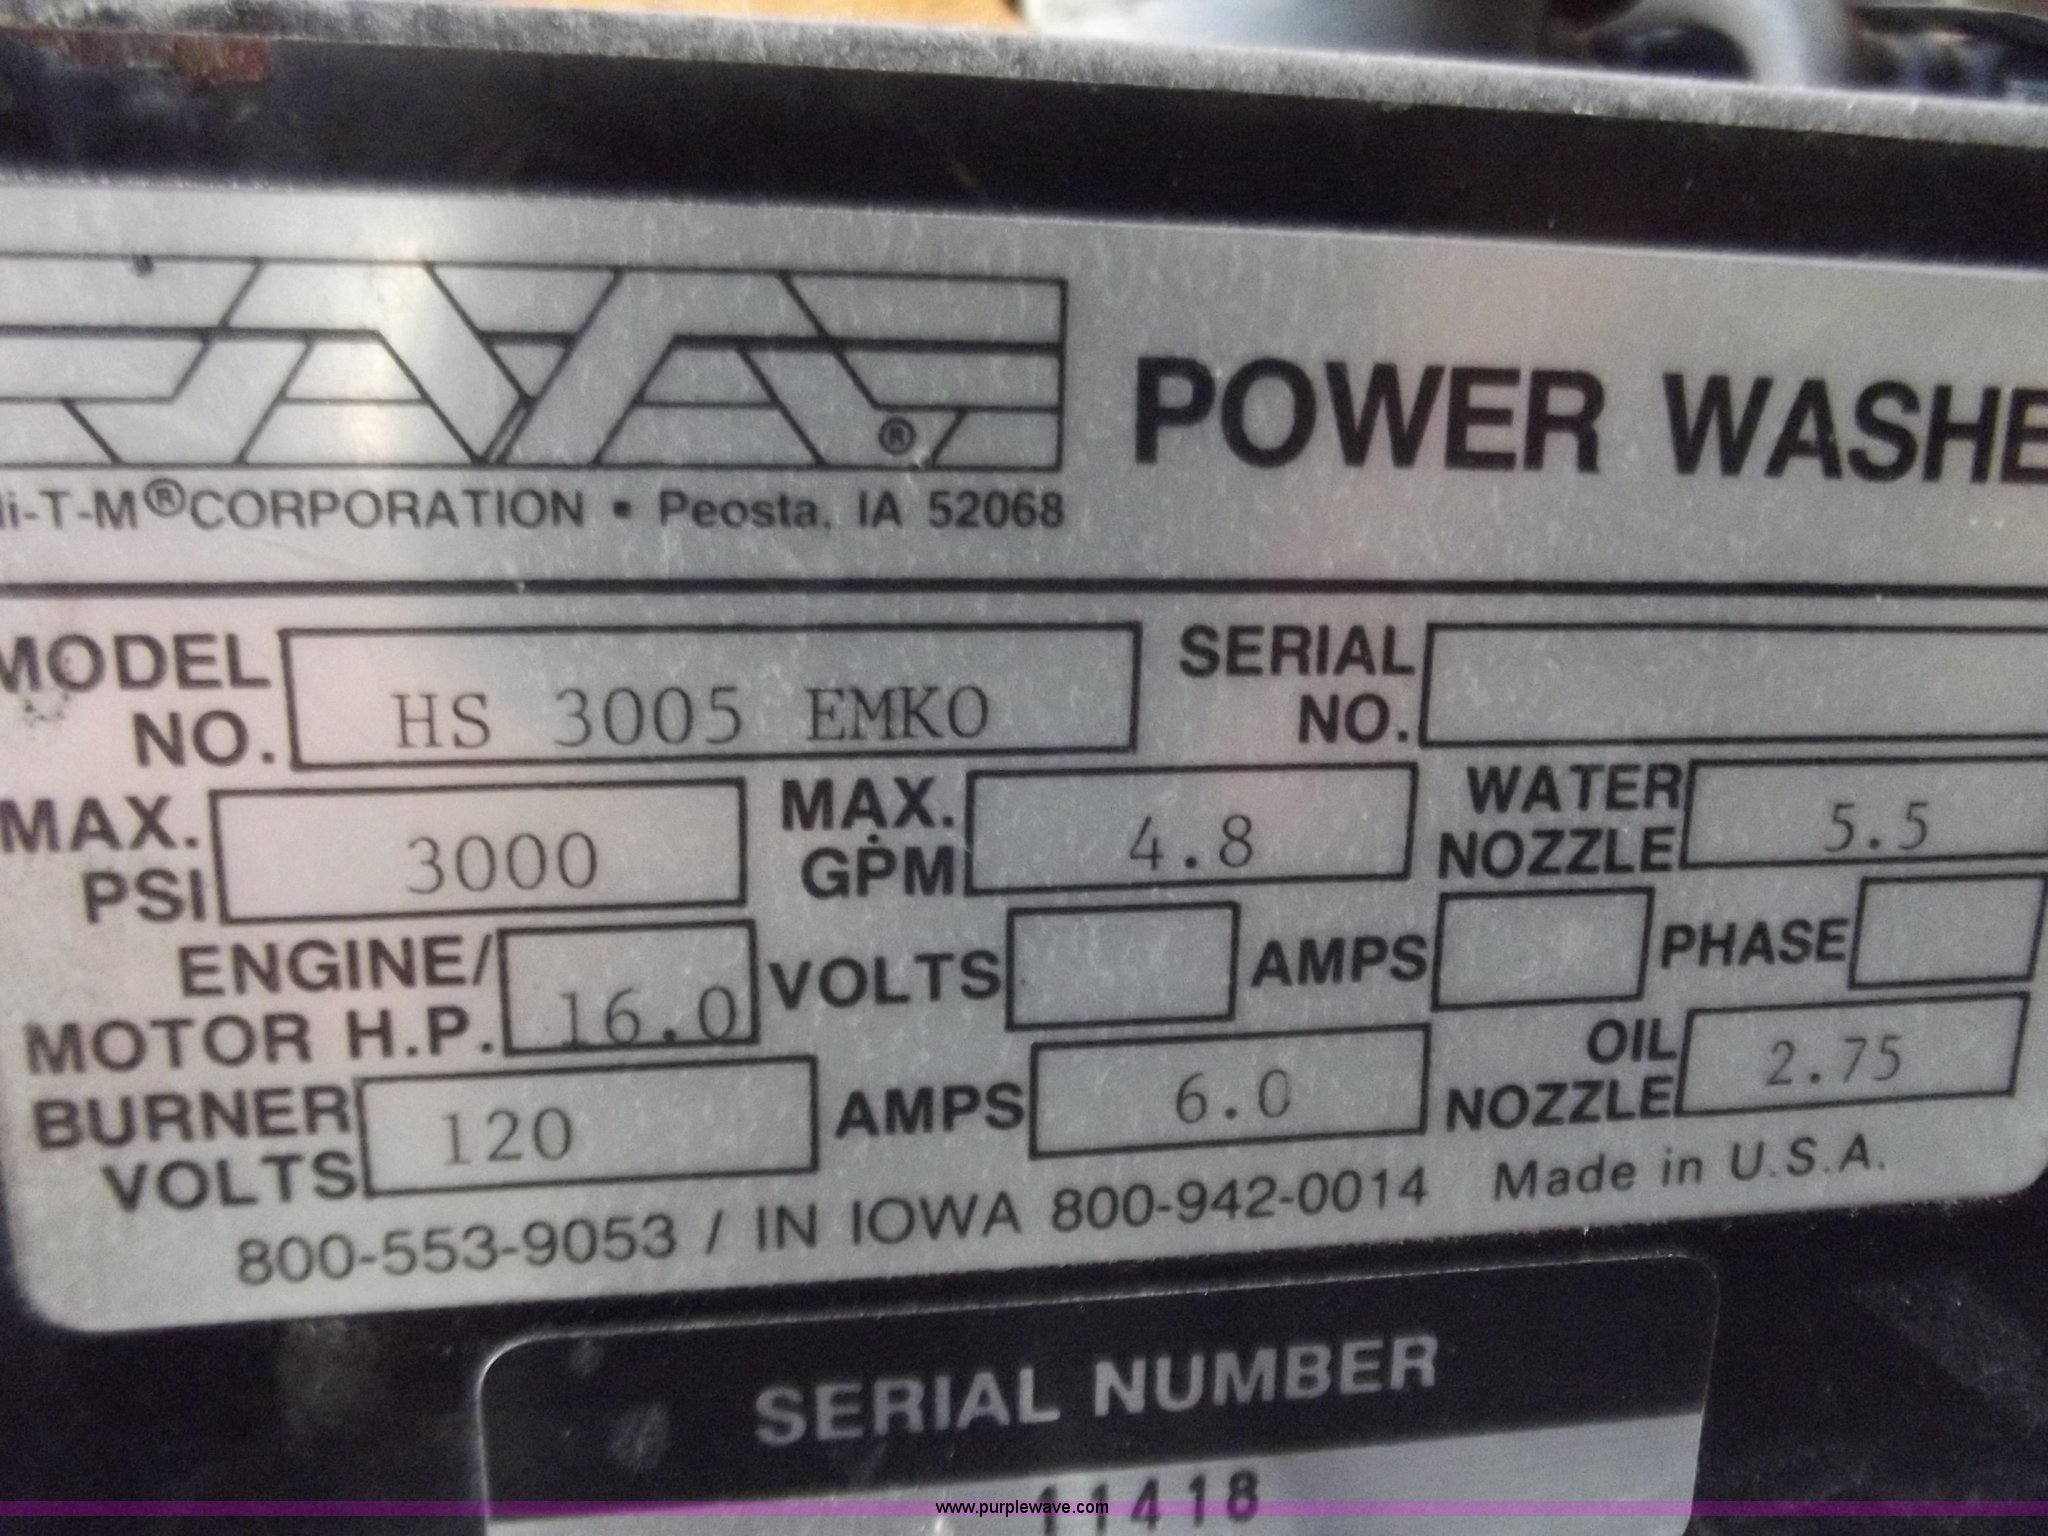 ®
i-T-M® CORPORATION • Peosta, IA 52068
POWER WASHE
MODEL NO. HS 3005 EMKO SERIAL NO.
MAX. PSI 3000 MAX. GPM 4.8 WATER NOZZLE 5.5
ENGINE/ MOTOR H.P. 16.0 VOLTS AMPS PHASE
BURNER VOLTS 120 AMPS 6.0 OIL NOZZLE 2.75
800-553-9053 / IN IOWA 800-942-0014 Made in U.S.A.
SERIAL NUMBER
11418
www.purplewave.com